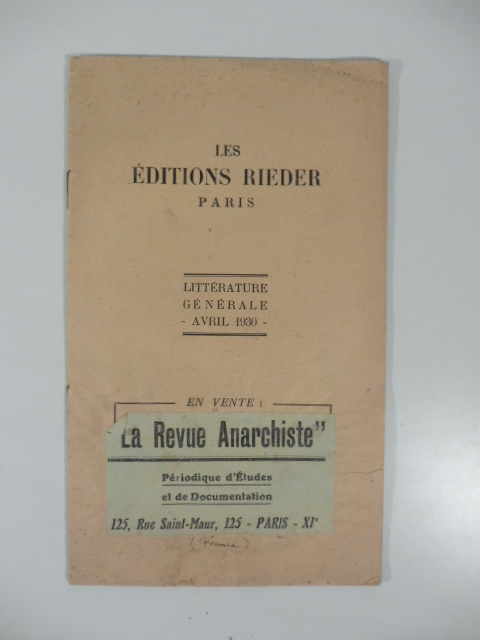 LES
ÉDITIONS RIEDER
PARIS
LITTÉRATURE
GÉNÉRALE
- AVRIL 1930 -
EN VENTE :
"La Revue Anarchiste"
Périodique d'Études
et de Documentation
125, Rue Saint-Maur, 125 - PARIS - XIe